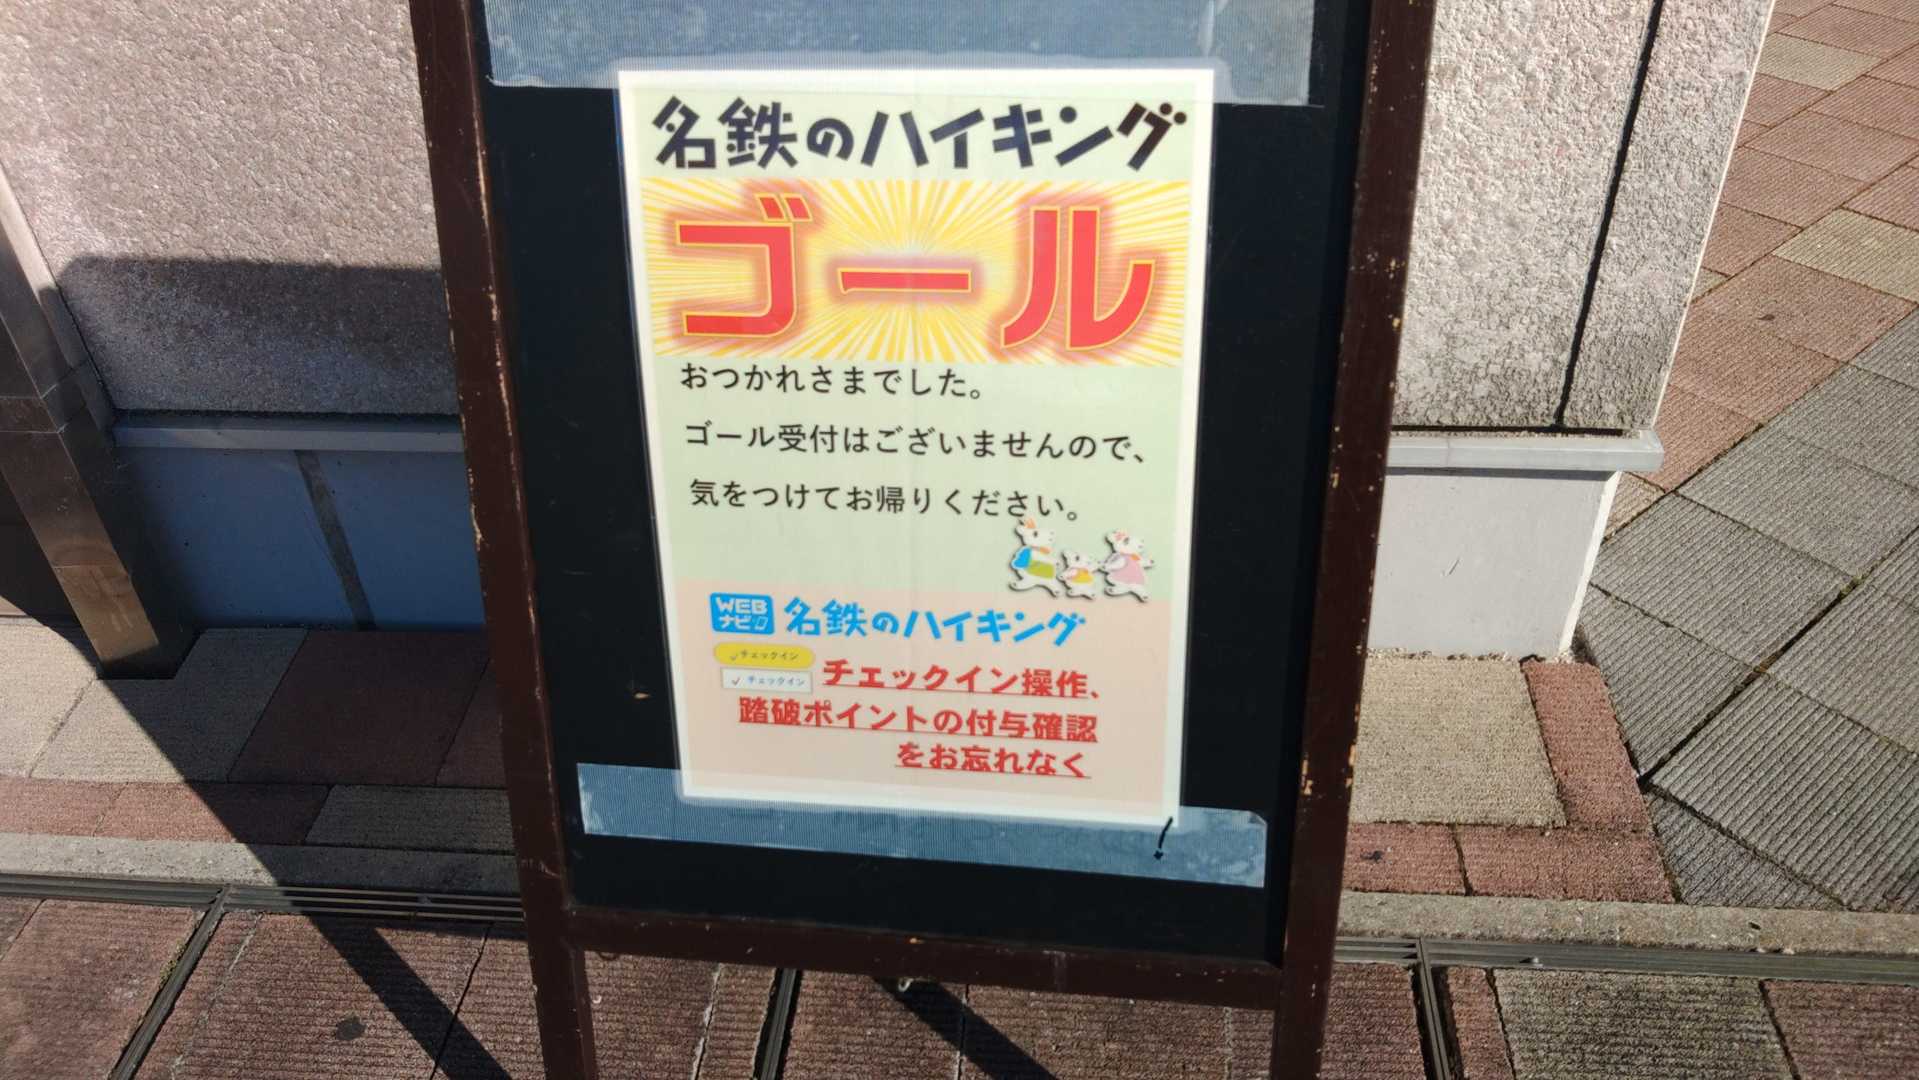 名鉄のハイキング
ゴール
おつかれさまでした。
ゴール受付はございませんので、
気をつけてお帰りください。
WEB
ナビ
名鉄のハイキング
チェックイン
チェックイン
チェックイン操作、
踏破ポイントの付与確認
をお忘れなく